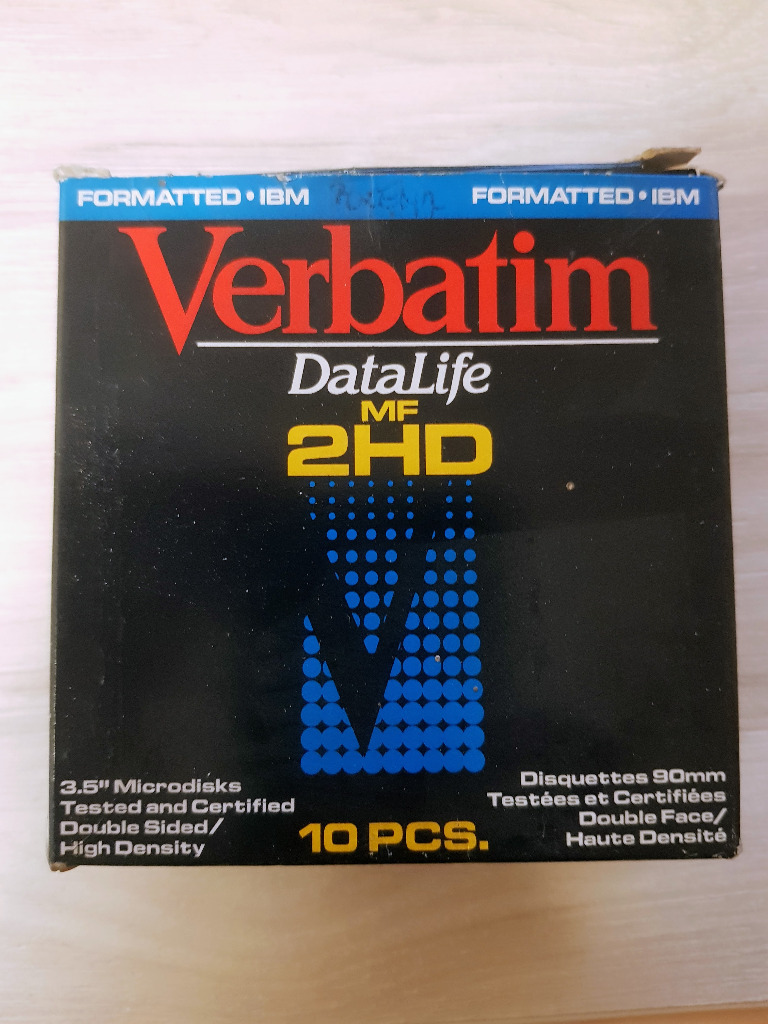 FORMATTED • IBM
FORMATTED • IBM
Verbatim
DataLife
MF
2HD
3.5" Microdisks
Tested and Certified
Double Sided/
High Density
10 PCS.
Disquettes 90mm
Testées et Certifiées
Double Face/
Haute Densité